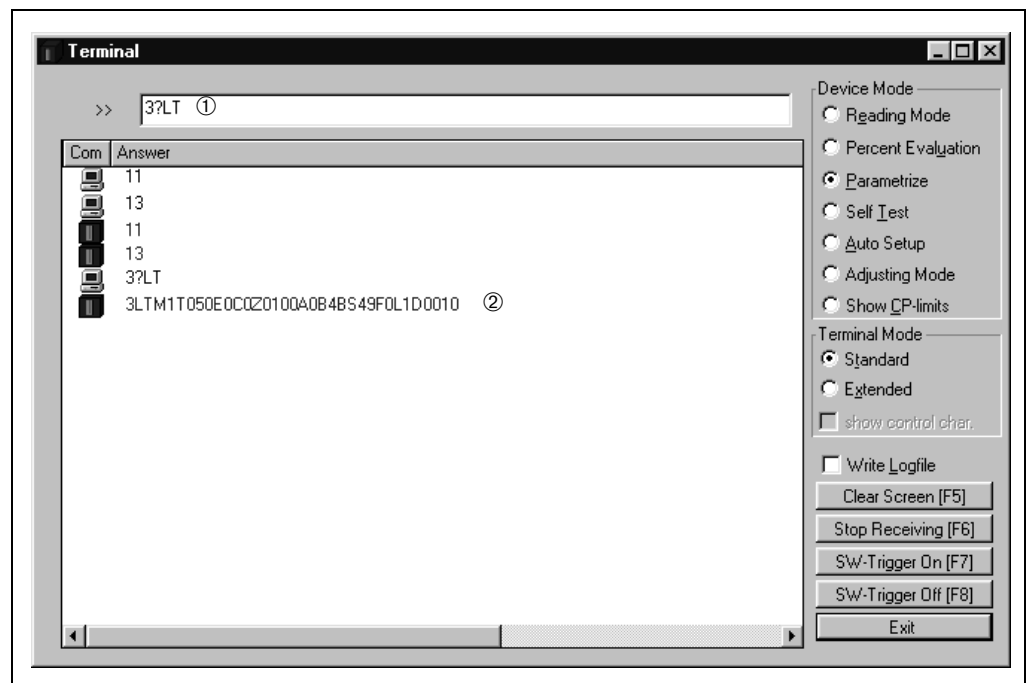 Terminal
>> 3?LT ①
Com Answer
11
13
11
13
3?LT
3LTM1T050E0C0Z0100A0B4BS49F0L1D0010 ②
Device Mode
Reading Mode
Percent Evaluation
Parametrize
Self Test
Auto Setup
Adjusting Mode
Show CP-limits
Terminal Mode
Standard
Extended
show control char.
Write Logfile
Clear Screen [F5]
Stop Receiving [F6]
SW-Trigger On [F7]
SW-Trigger Off [F8]
Exit